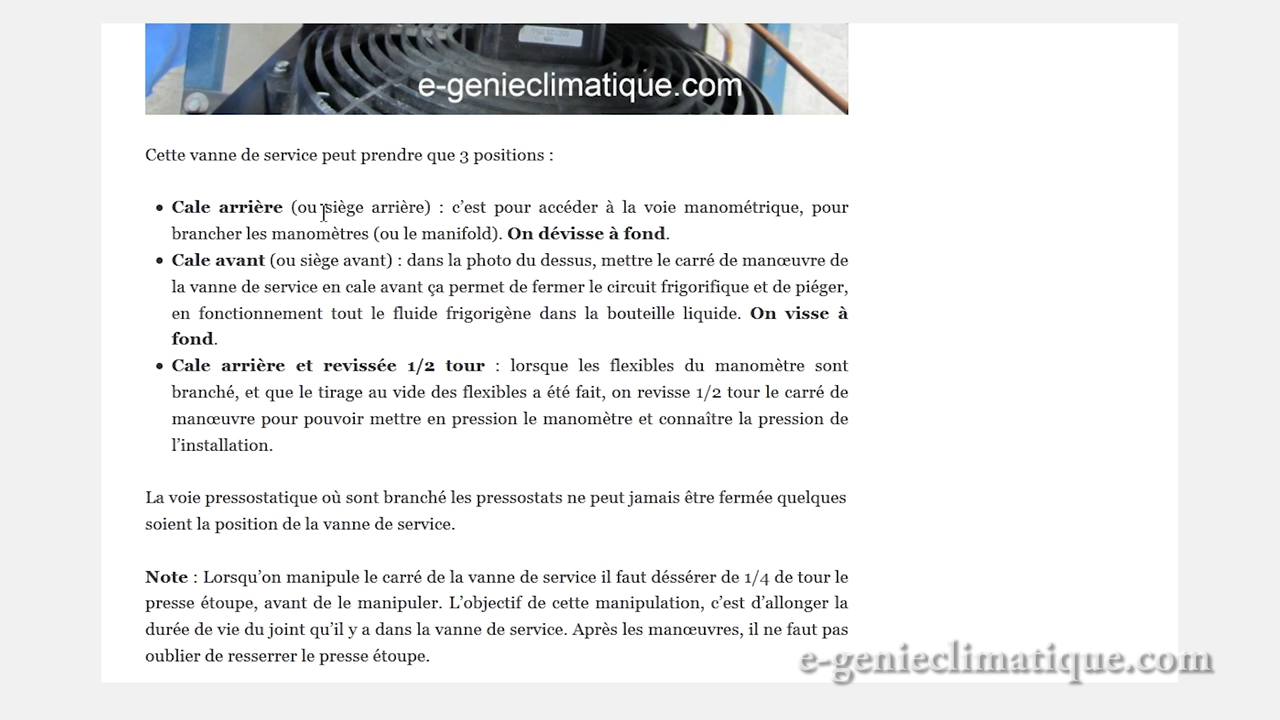 e-genieclimatique.com
Cette vanne de service peut prendre que 3 positions :
• Cale arrière (ou siège arrière) : c’est pour accéder à la voie manométrique, pour
brancher les manomètres (ou le manifold). On dévisse à fond.
• Cale avant (ou siège avant) : dans la photo du dessus, mettre le carré de manœuvre de
la vanne de service en cale avant ça permet de fermer le circuit frigorifique et de piéger,
en fonctionnement tout le fluide frigorigène dans la bouteille liquide. On visse à
fond.
• Cale arrière et revissée 1/2 tour : lorsque les flexibles du manomètre sont
branché, et que le tirage au vide des flexibles a été fait, on revisse 1/2 tour le carré de
manœuvre pour pouvoir mettre en pression le manomètre et connaître la pression de
l’installation.
La voie pressostatique où sont branché les pressostats ne peut jamais être fermée quelques
soient la position de la vanne de service.
Note : Lorsqu’on manipule le carré de la vanne de service il faut déssérer de 1/4 de tour le
presse étoupe, avant de le manipuler. L’objectif de cette manipulation, c’est d’allonger la
durée de vie du joint qu’il y a dans la vanne de service. Après les manœuvres, il ne faut pas
oublier de resserrer le presse étoupe.
e-genieclimatique.com